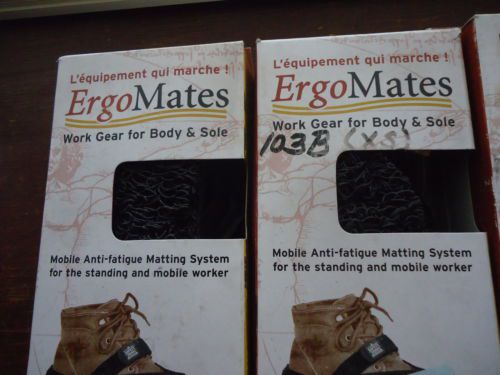 L'équipement qui marche !
ErgoMates
Work Gear for Body & Sole
Mobile Anti-fatigue Matting System
for the standing and mobile worker
L'équipement qui marche !
ErgoMates
Work Gear for Body & Sole
103B (XS)
Mobile Anti-fatigue Matting System
for the standing and mobile worker